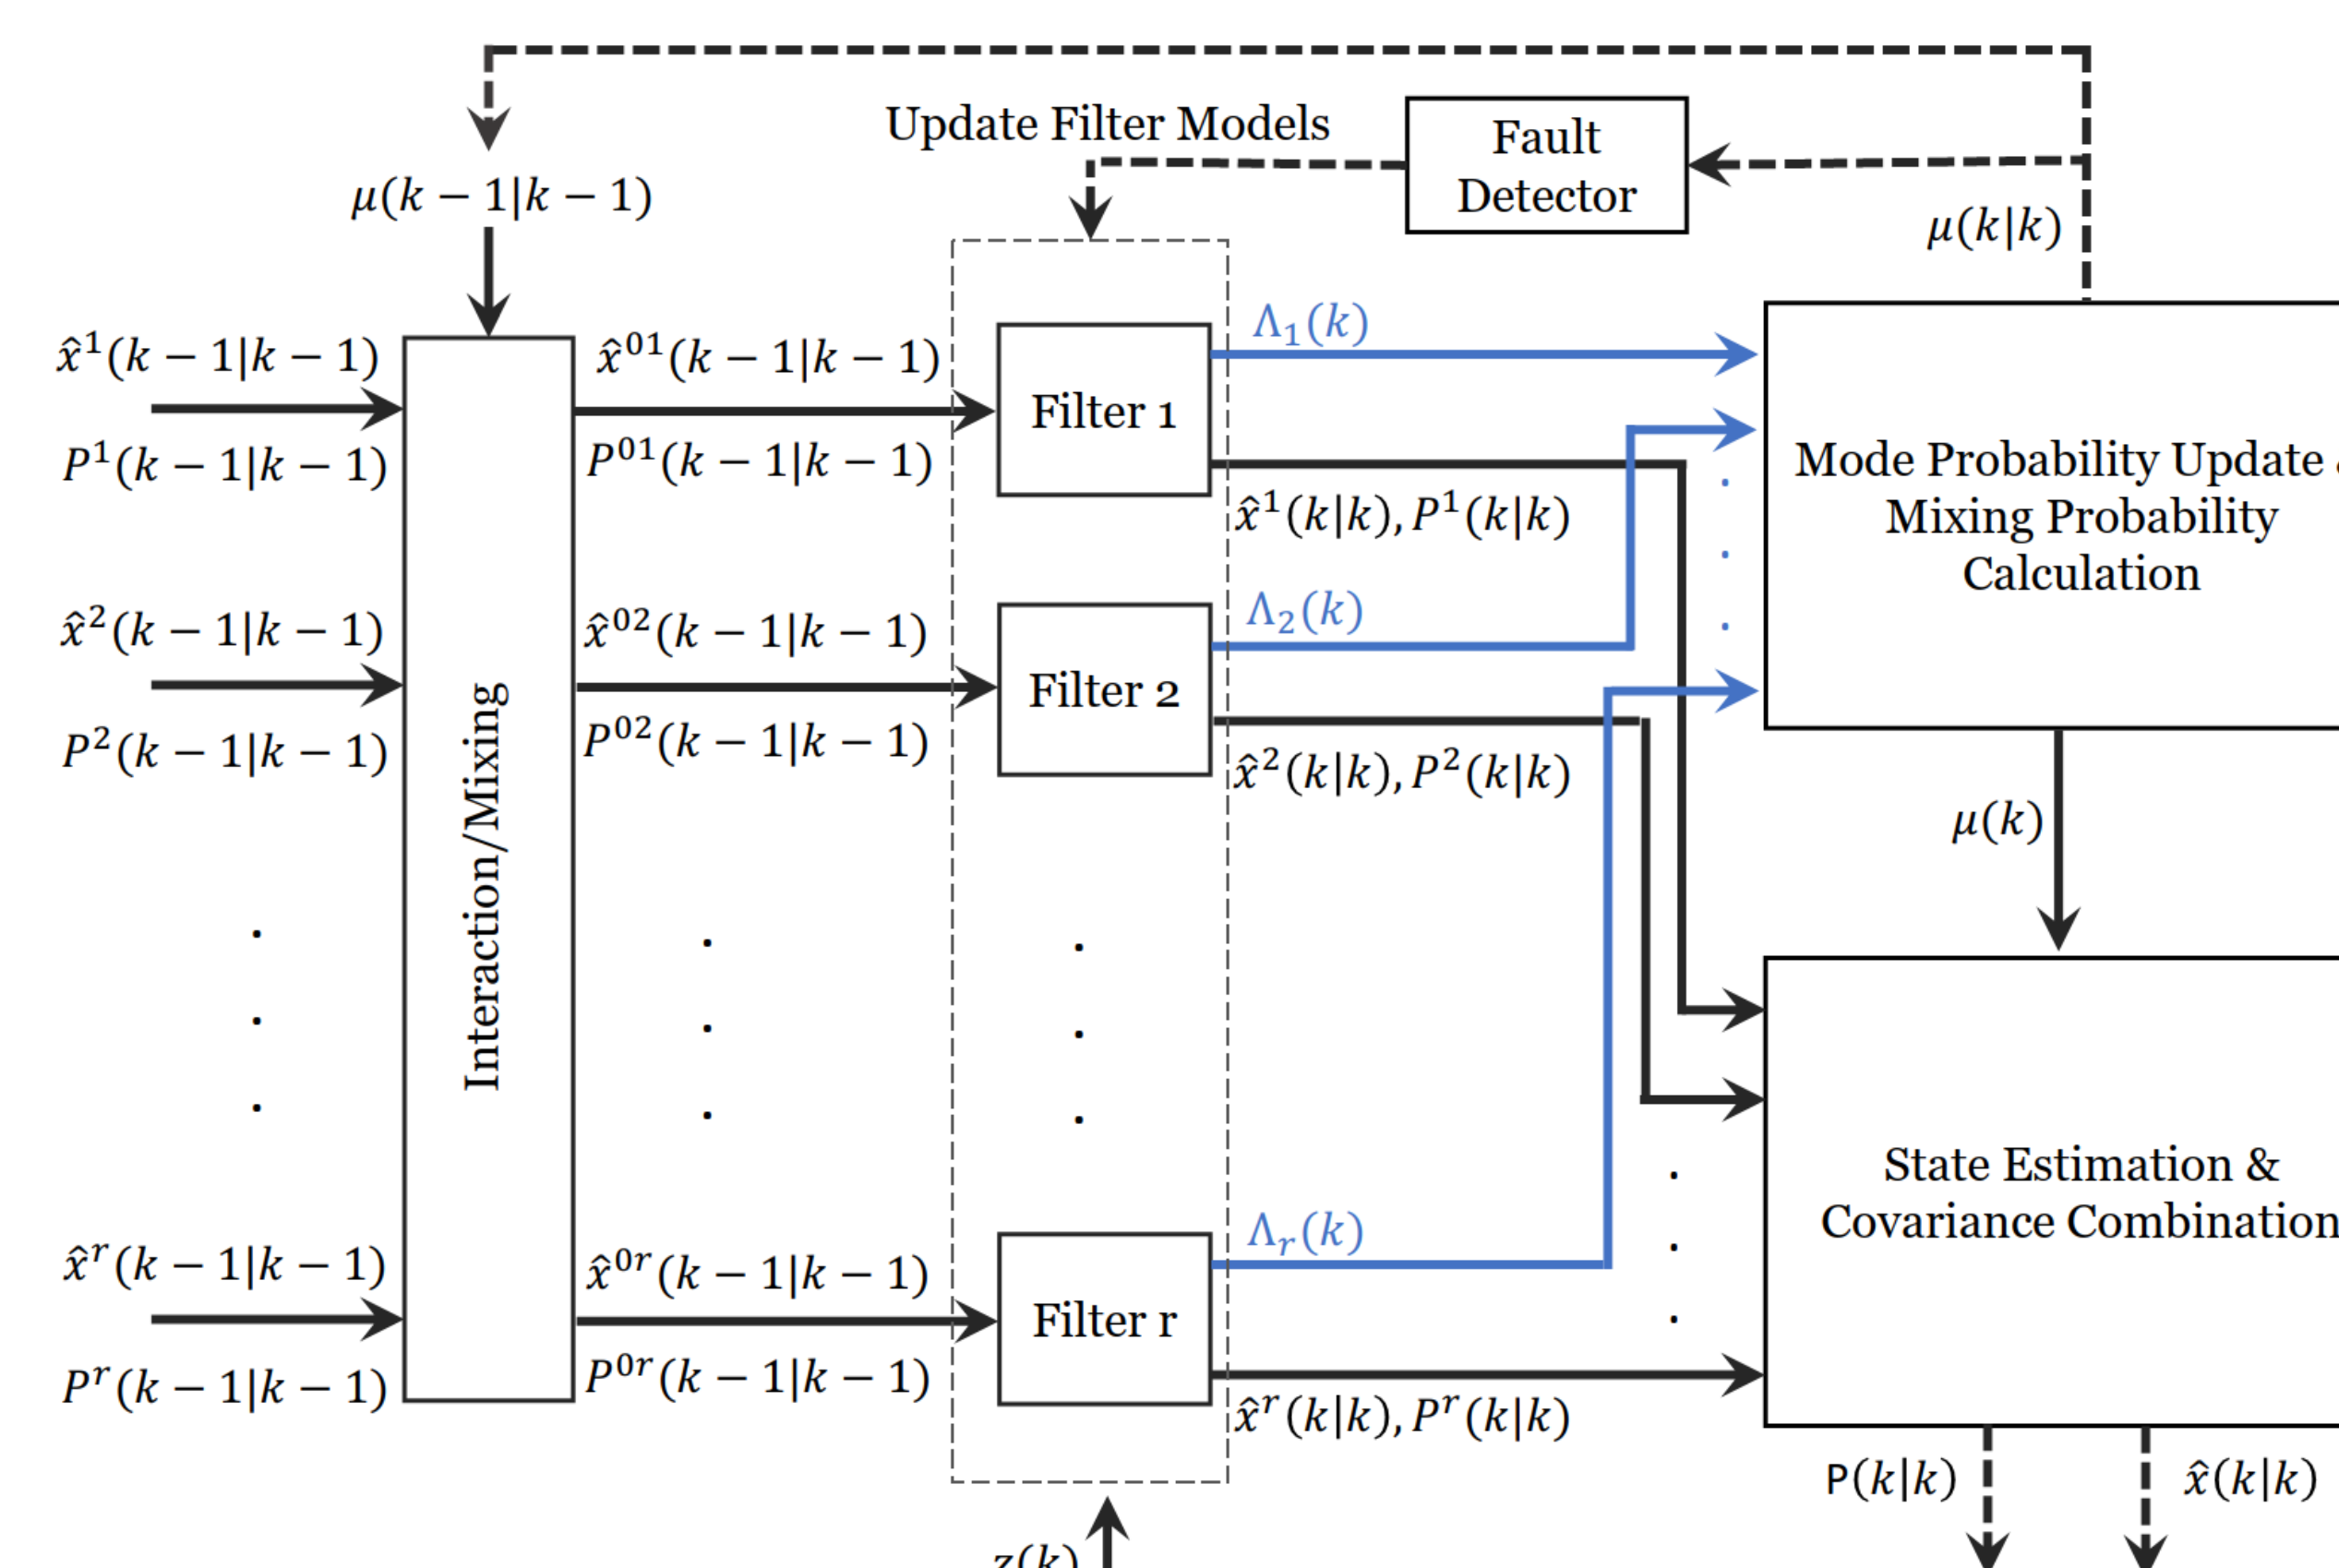 Update Filter Models
Fault
Detector
μ(k − 1|k − 1)
μ(k|k)
x̂¹(k − 1|k − 1)
P¹(k − 1|k − 1)
x̂⁰¹(k − 1|k − 1)
P⁰¹(k − 1|k − 1)
Filter 1
Λ₁(k)
x̂¹(k|k), P¹(k|k)
Mode Probability Update
Mixing Probability
Calculation
x̂²(k − 1|k − 1)
P²(k − 1|k − 1)
Interaction/Mixing
x̂⁰²(k − 1|k − 1)
P⁰²(k − 1|k − 1)
Filter 2
Λ₂(k)
x̂²(k|k), P²(k|k)
μ(k)
x̂ʳ(k − 1|k − 1)
Pʳ(k − 1|k − 1)
x̂⁰ʳ(k − 1|k − 1)
P⁰ʳ(k − 1|k − 1)
Filter r
Λᵣ(k)
x̂ʳ(k|k), Pʳ(k|k)
State Estimation &
Covariance Combination
P(k|k)
x̂(k|k)
z(k)